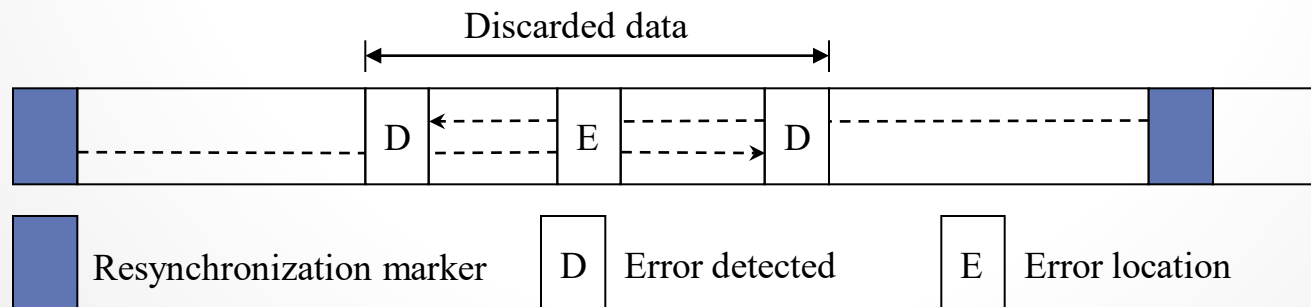 Discarded data
D E D
Resynchronization marker D Error detected E Error location